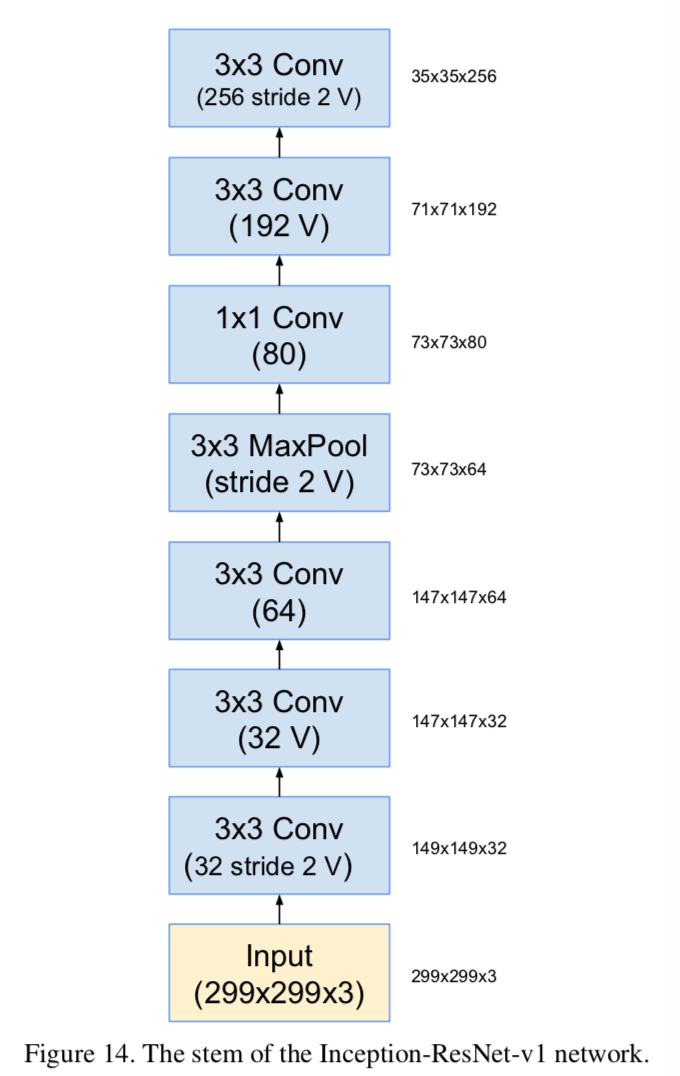 3x3 Conv
(256 stride 2 V)
35x35x256
3x3 Conv
(192 V)
71x71x192
1x1 Conv
(80)
73x73x80
3x3 MaxPool
(stride 2 V)
73x73x64
3x3 Conv
(64)
147x147x64
3x3 Conv
(32 V)
147x147x32
3x3 Conv
(32 stride 2 V)
149x149x32
Input
(299x299x3)
299x299x3
Figure 14. The stem of the Inception-ResNet-v1 network.